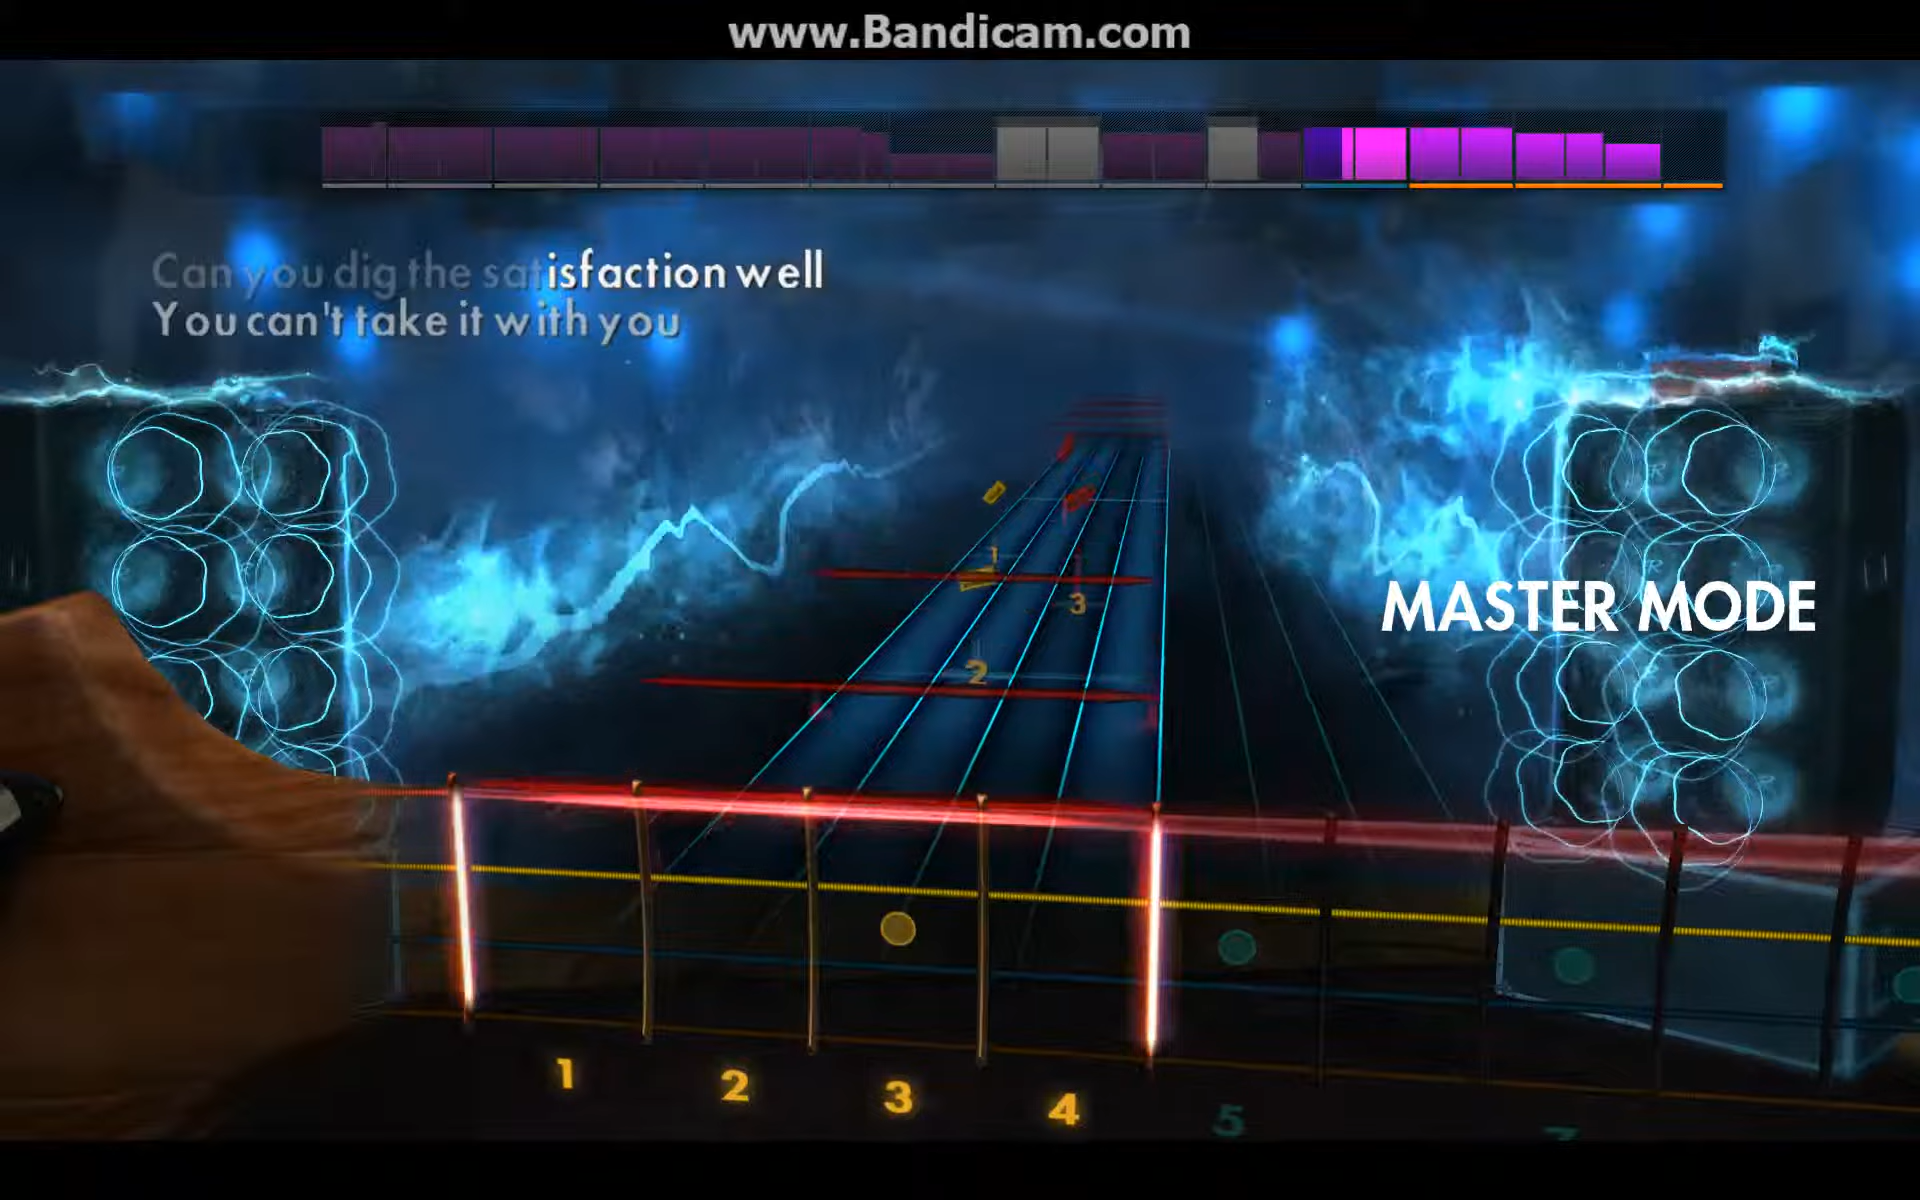 www.Bandicam.com
Can you dig the satisfaction well
You can't take it with you
MASTER MODE
1
3
2
1 2 3 4 5 7